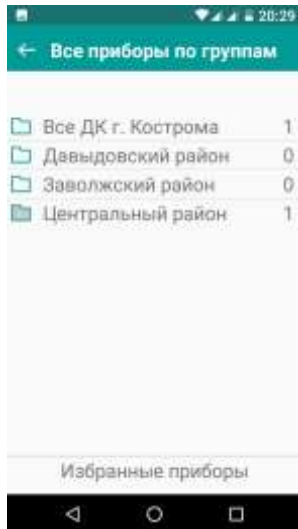 20:29
Все приборы по группам
Все ДК г. Кострома 1
Давыдовский район 0
Заволжский район 0
Центральный район 1
Избранные приборы